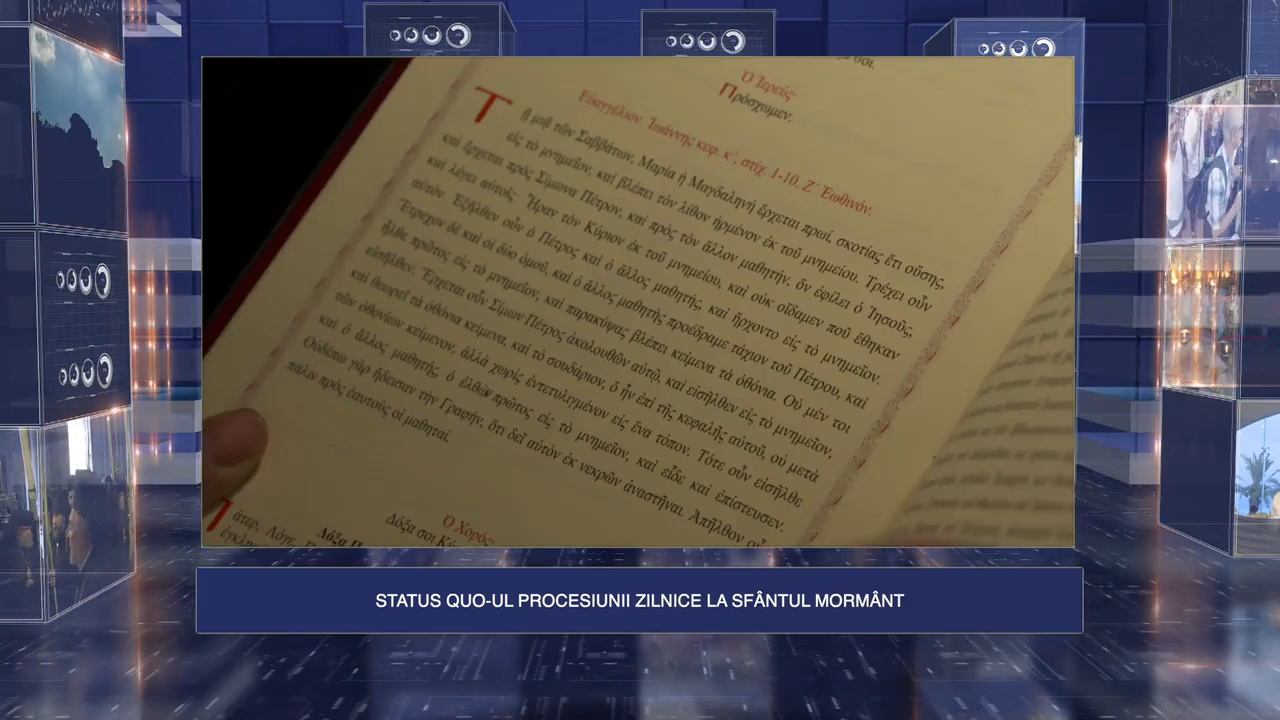 σοι.
Ὁ Ἱερεύς·
Πρόσχωμεν.
Εὐαγγέλιον. Ἰωάννης κεφ. κ΄, στίχ. 1-10. Ζ΄ Ἑωθινόν.
Τῇ μιᾷ τῶν Σαββάτων, Μαρία ἡ Μαγδαληνὴ ἔρχεται πρωί, σκοτίας ἔτι οὔσης,
εἰς τὸ μνημεῖον, καὶ βλέπει τὸν λίθον ἠρμένον ἐκ τοῦ μνημείου. Τρέχει οὖν
καὶ ἔρχεται πρὸς Σίμωνα Πέτρον, καὶ πρὸς τὸν ἄλλον μαθητήν, ὃν ἐφίλει ὁ Ἰησοῦς,
καὶ λέγει αὐτοῖς· Ἦραν τὸν Κύριον ἐκ τοῦ μνημείου, καὶ οὐκ οἴδαμεν ποῦ ἔθηκαν
αὐτόν. Ἐξῆλθεν οὖν ὁ Πέτρος καὶ ὁ ἄλλος μαθητής, καὶ ἤρχοντο εἰς τὸ μνημεῖον.
Ἔτρεχον δὲ καὶ οἱ δύο ὁμοῦ, καὶ ὁ ἄλλος μαθητὴς προέδραμε τάχιον τοῦ Πέτρου, καὶ
ἦλθε πρῶτος εἰς τὸ μνημεῖον, καὶ παρακύψας βλέπει κείμενα τὰ ὀθόνια. Οὐ μέν τοι
εἰσῆλθεν. Ἔρχεται οὖν Σίμων Πέτρος ἀκολουθῶν αὐτῷ, καὶ εἰσῆλθεν εἰς τὸ μνημεῖον,
καὶ θεωρεῖ τὰ ὀθόνια κείμενα, καὶ τὸ σουδάριον, ὃ ἦν ἐπὶ τῆς κεφαλῆς αὐτοῦ, οὐ μετὰ
τῶν ὀθονίων κείμενον, ἀλλὰ χωρὶς ἐντετυλιγμένον εἰς ἕνα τόπον. Τότε οὖν εἰσῆλθε
καὶ ὁ ἄλλος μαθητής, ὁ ἐλθὼν πρῶτος εἰς τὸ μνημεῖον, καὶ εἶδε καὶ ἐπίστευσεν.
Οὐδέπω γὰρ ᾔδεισαν τὴν Γραφήν, ὅτι δεῖ αὐτὸν ἐκ νεκρῶν ἀναστῆναι. Ἀπῆλθον οὖν
πάλιν πρὸς ἑαυτοὺς οἱ μαθηταί.
Ὁ Χορός·
Δόξα σοι
Δόξα
άτερ, Λόγε,
STATUS QUO-UL PROCESIUNII ZILNICE LA SFÂNTUL MORMÂNT